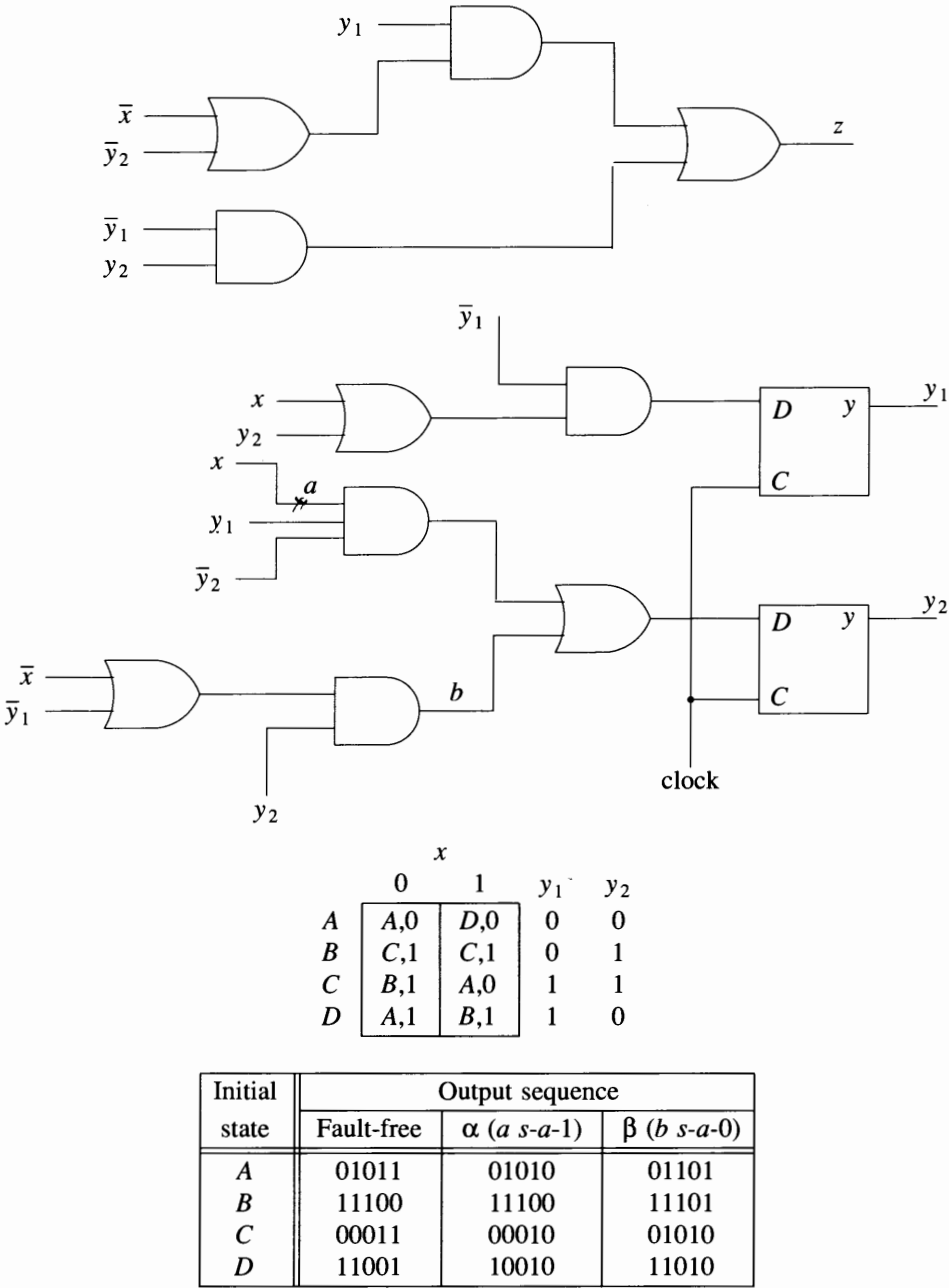 y1
x̄
ȳ2
z
ȳ1
y2
ȳ1
x
y2
D y
C
y1
x
a
y1
ȳ2
D y
C
y2
x̄
ȳ1
b
y2
clock
x
0 1 y1 y2
A A,0 D,0 0 0
B C,1 C,1 0 1
C B,1 A,0 1 1
D A,1 B,1 1 0
Initial state Output sequence
Fault-free α (a s-a-1) β (b s-a-0)
A 01011 01010 01101
B 11100 11100 11101
C 00011 00010 01010
D 11001 10010 11010